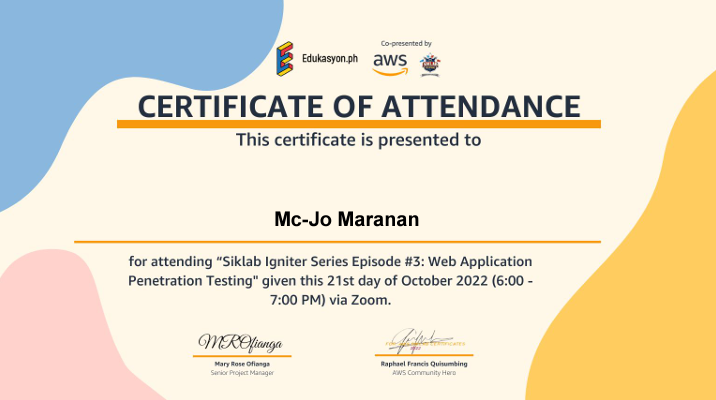 Co-presented by
Edukasyon.ph
aws
CERTIFICATE OF ATTENDANCE
This certificate is presented to
Mc-Jo Maranan
for attending “Siklab Igniter Series Episode #3: Web Application
Penetration Testing" given this 21st day of October 2022 (6:00 -
7:00 PM) via Zoom.
MROfianga
Mary Rose Ofianga
Senior Project Manager
Raphael Francis Quisumbing
AWS Community Hero